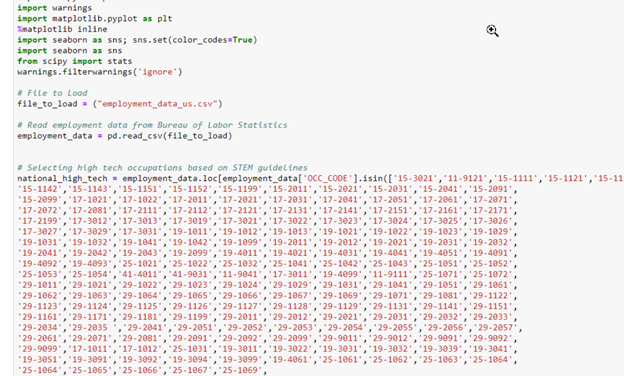 import warnings
import matplotlib.pyplot as plt
%matplotlib inline
import seaborn as sns; sns.set(color_codes=True)
import seaborn as sns
from scipy import stats
warnings.filterwarnings('ignore')
# File to Load
file_to_load = ("employment_data_us.csv")
# Read employment data from Bureau of Labor Statistics
employment_data = pd.read_csv(file_to_load)
# Selecting high tech occupations based on STEM guidelines
national_high_tech = employment_data.loc[employment_data['OCC_CODE'].isin(['15-3021','11-9121','15-1111','15-1121','15-11
'15-1142','15-1143','15-1151','15-1152','15-1199','15-2011','15-2021','15-2031','15-2041','15-2091',
'15-2099','17-1021','17-1022','17-2011','17-2021','17-2031','17-2041','17-2051','17-2061','17-2071',
'17-2072','17-2081','17-2111','17-2112','17-2121','17-2131','17-2141','17-2151','17-2161','17-2171',
'17-2199','17-3012','17-3013','17-3019','17-3021','17-3022','17-3023','17-3024','17-3025','17-3026',
'17-3027','17-3029','17-3031','19-1011','19-1012','19-1013','19-1021','19-1022','19-1023','19-1029',
'19-1031','19-1032','19-1041','19-1042','19-1099','19-2011','19-2012','19-2021','19-2031','19-2032',
'19-2041','19-2042','19-2043','19-2099','19-4011','19-4021','19-4031','19-4041','19-4051','19-4091',
'19-4092','19-4093','25-1021','25-1022','25-1032','25-1041','25-1042','25-1043','25-1051','25-1052',
'25-1053','25-1054','41-4011','41-9031','11-9041','17-3011','19-4099','11-9111','25-1071','25-1072',
'29-1011','29-1021','29-1022','29-1023','29-1024','29-1029','29-1031','29-1041','29-1051','29-1061',
'29-1062','29-1063','29-1064','29-1065','29-1066','29-1067','29-1069','29-1071','29-1081','29-1122',
'29-1123','29-1124','29-1125','29-1126','29-1127','29-1128','29-1129','29-1131','29-1141','29-1151',
'29-1161','29-1171','29-1181','29-1199','29-2011','29-2012','29-2021','29-2031','29-2032','29-2033',
'29-2034','29-2035 ','29-2041','29-2051','29-2052','29-2053','29-2054','29-2055','29-2056','29-2057',
'29-2061','29-2071','29-2081','29-2091','29-2092','29-2099','29-9011','29-9012','29-9091','29-9092',
'29-9099','17-1011','17-1012','25-1031','19-3011','19-3022','19-3031','19-3032','19-3039','19-3041',
'19-3051','19-3091','19-3092','19-3094','19-3099','19-4061','25-1061','25-1062','25-1063','25-1064',
'25-1064','25-1065','25-1066','25-1067','25-1069',